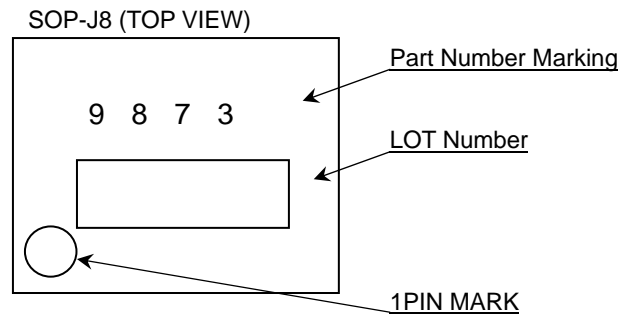 SOP-J8 (TOP VIEW)
Part Number Marking
9 8 7 3
LOT Number
1PIN MARK